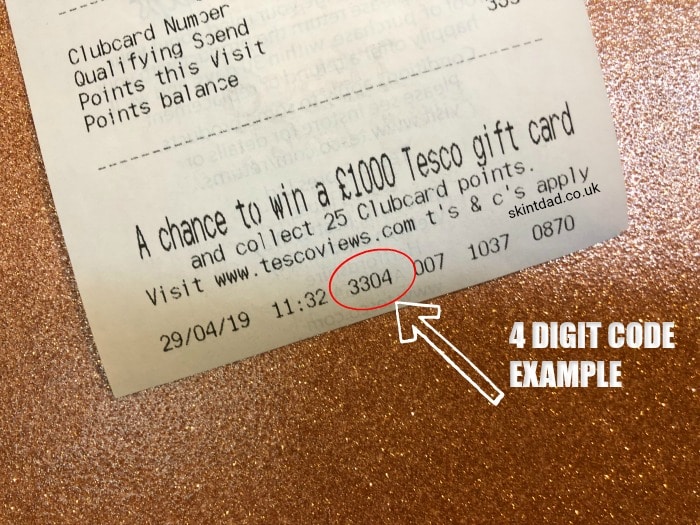 Clubcard Number
Qualifying Spend
Points this Visit
Points balance
A chance to win a £1000 Tesco gift card
and collect 25 Clubcard points.
Visit www.tescoviews.com t's & c's apply
skintdad.co.uk
29/04/19 11:32 3304 007 1037 0870
4 DIGIT CODE
EXAMPLE